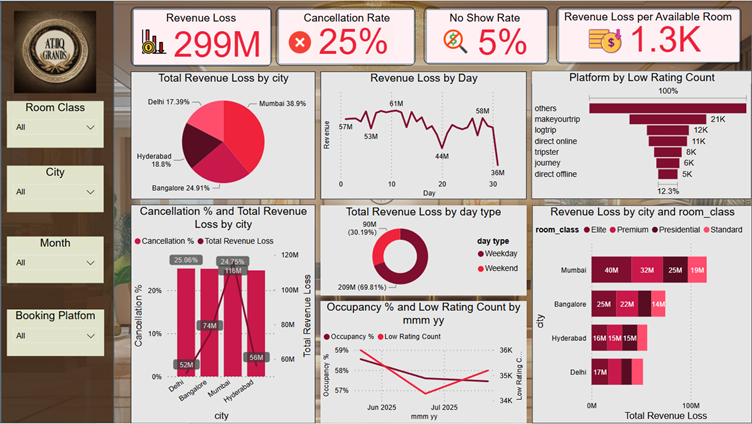 ATLIQ
GRANDS
Revenue Loss
299M
Cancellation Rate
25%
No Show Rate
5%
Revenue Loss per Available Room
1.3K
Room Class
All
City
All
Month
All
Booking Platfom
All
Total Revenue Loss by city
Delhi 17.39%
Mumbai 38.9%
Hyderabad
18.8%
Bangalore 24.91%
Revenue Loss by Day
Revenue
61M
58M
57M
53M
44M
36M
0
10
20
30
Day
Platform by Low Rating Count
100%
others
makeyourtrip
21K
logtrip
12K
direct online
11K
tripster
8K
journey
6K
direct offline
5K
12.3%
Cancellation % and Total Revenue
Loss by city
Cancellation %
Total Revenue Loss
25.06%
24.75%
116M
74M
52M
56M
Cancellation %
20%
10%
0%
120M
100M
80M
60M
Total Revenue Loss
Delhi
Bangalore
Mumbai
Hyderabad
city
Total Revenue Loss by day type
90M
(30.19%)
209M (69.81%)
day type
Weekday
Weekend
Occupancy % and Low Rating Count by
mmm yy
Occupancy %
Low Rating Count
Occupancy %
59%
58%
57%
36K
35K
34K
Low Rating C...
Jun 2025
Jul 2025
mmm yy
Revenue Loss by city and room_class
room_class
Elite
Premium
Presidential
Standard
city
Mumbai
40M
32M
25M
19M
Bangalore
25M
22M
14M
Hyderabad
16M
15M
15M
Delhi
17M
0M
100M
Total Revenue Loss